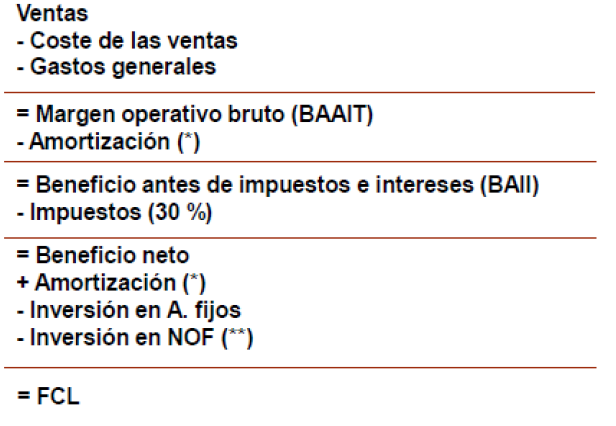 Ventas
- Coste de las ventas
- Gastos generales
= Margen operativo bruto (BAAIT)
- Amortización (*)
= Beneficio antes de impuestos e intereses (BAII)
- Impuestos (30 %)
= Beneficio neto
+ Amortización (*)
- Inversión en A. fijos
- Inversión en NOF (**)
= FCL